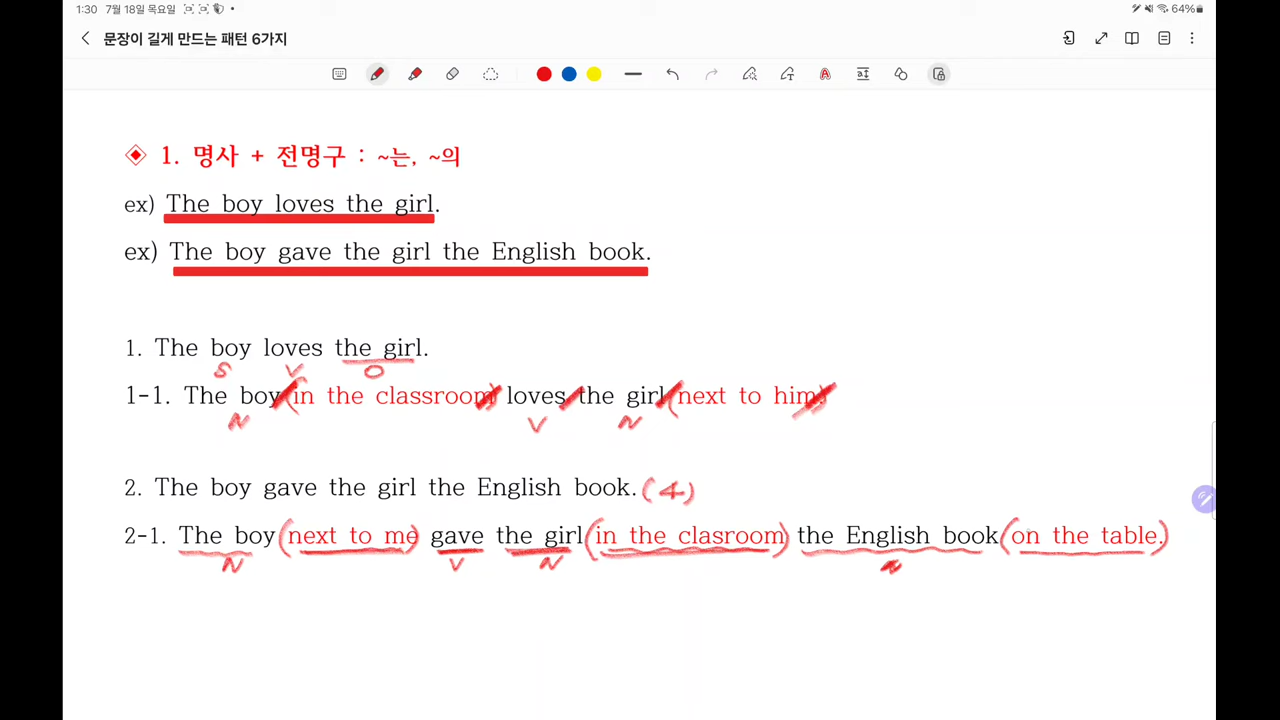 1:30 7월 18일 목요일
64%
문장이 길게 만드는 패턴 6가지
1. 명사 + 전명구 : ~는, ~의
ex) The boy loves the girl.
ex) The boy gave the girl the English book.
1. The boy loves the girl.
S V O
1-1. The boy (in the classroom) loves the girl (next to him)
N V N
2. The boy gave the girl the English book. (4)
2-1. The boy (next to me) gave the girl (in the clasroom) the English book (on the table.)
N V N n